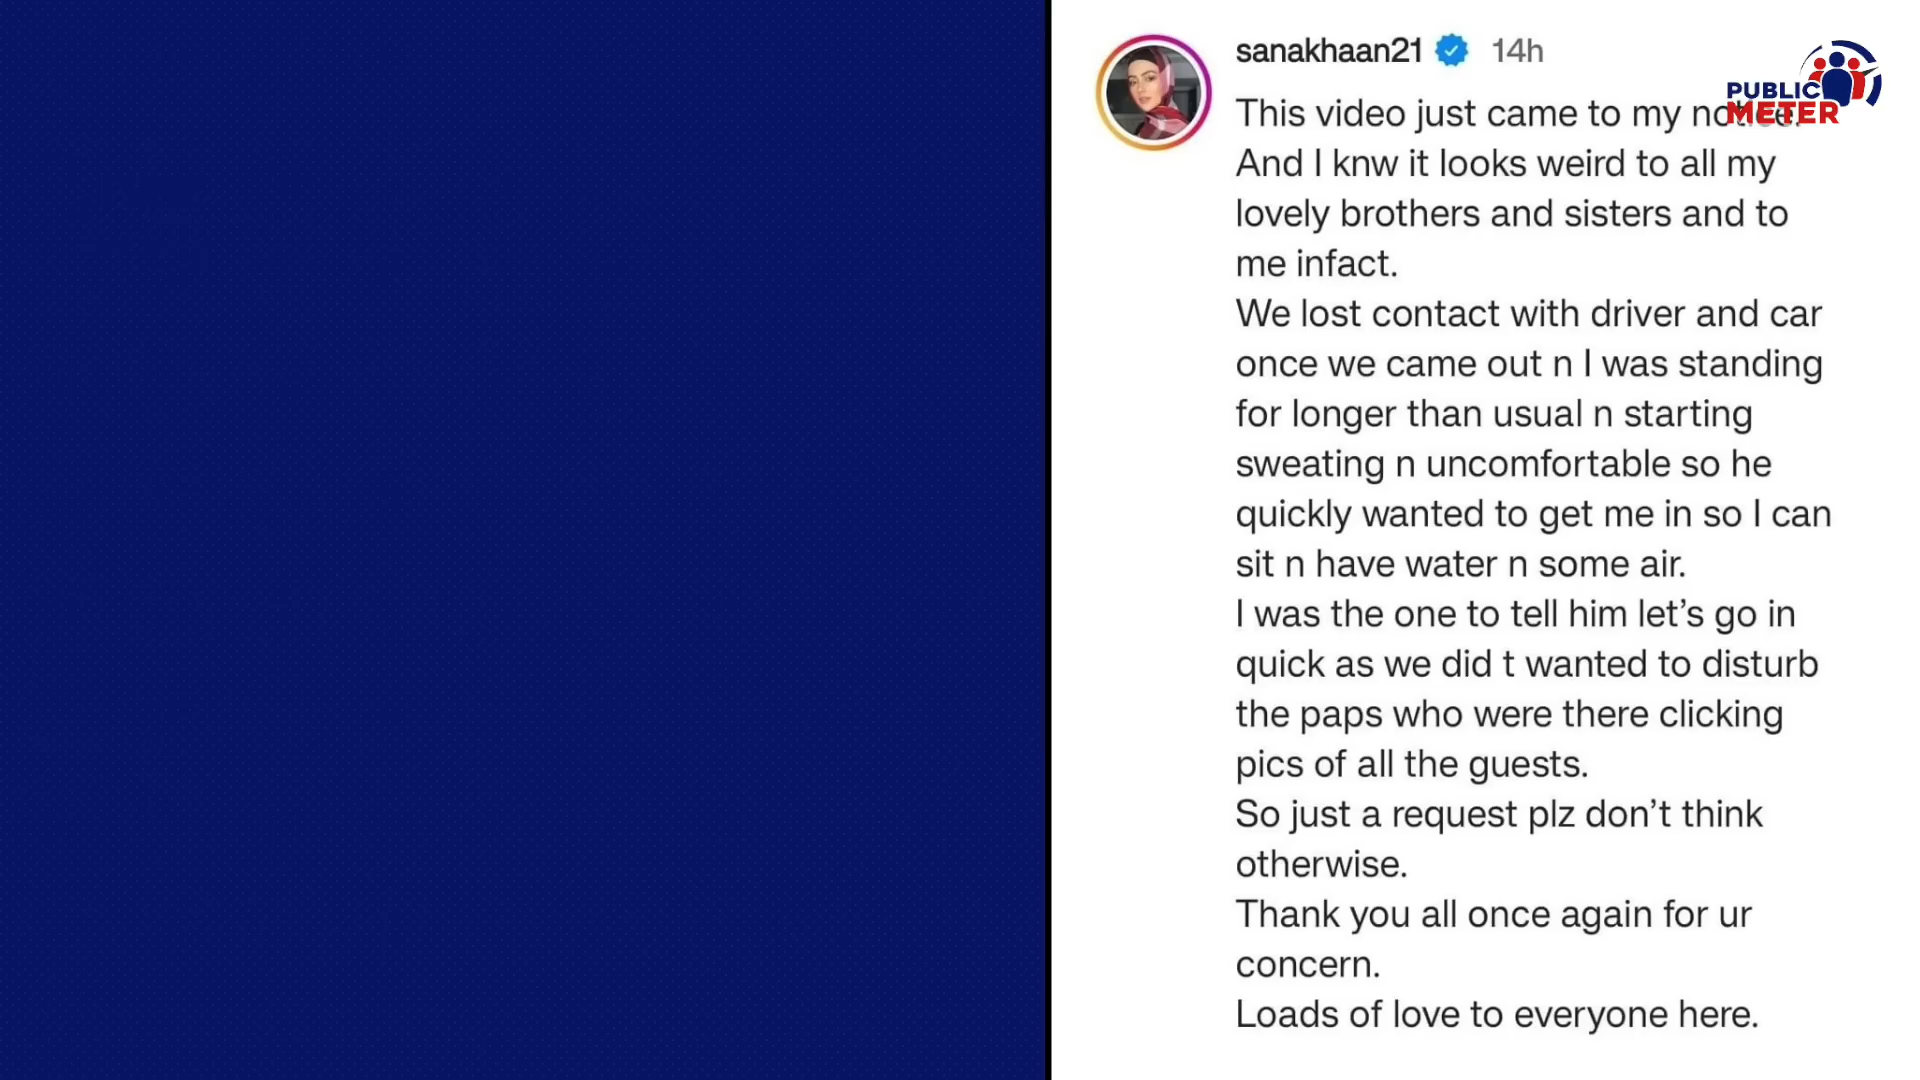 sanakhaan21 14h
PUBLIC
METER
This video just came to my notice.
And I knw it looks weird to all my
lovely brothers and sisters and to
me infact.
We lost contact with driver and car
once we came out n I was standing
for longer than usual n starting
sweating n uncomfortable so he
quickly wanted to get me in so I can
sit n have water n some air.
I was the one to tell him let’s go in
quick as we did t wanted to disturb
the paps who were there clicking
pics of all the guests.
So just a request plz don’t think
otherwise.
Thank you all once again for ur
concern.
Loads of love to everyone here.